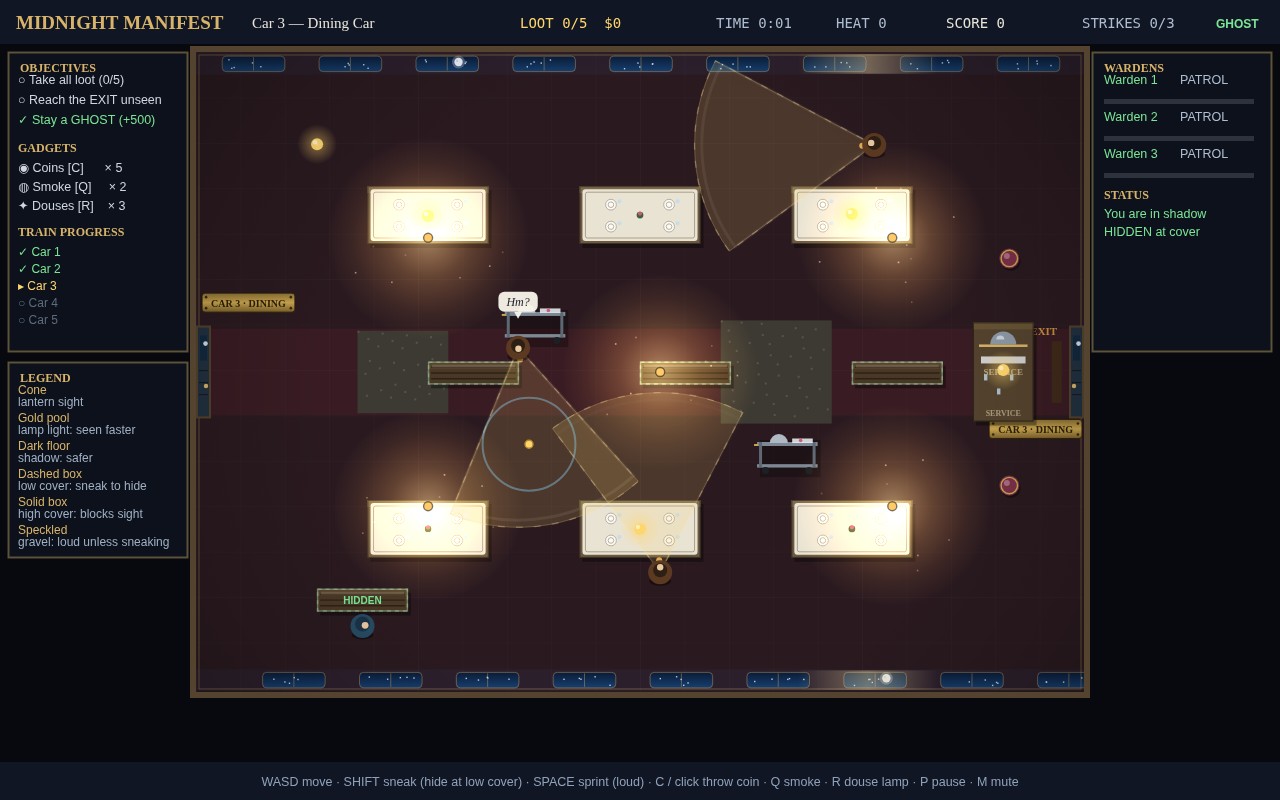 MIDNIGHT MANIFEST
Car 3 — Dining Car
LOOT 0/5 $0
TIME 0:01
HEAT 0
SCORE 0
STRIKES 0/3
GHOST
OBJECTIVES
○ Take all loot (0/5)
○ Reach the EXIT unseen
✓ Stay a GHOST (+500)
GADGETS
◉ Coins [C] × 5
◍ Smoke [Q] × 2
✦ Douses [R] × 3
TRAIN PROGRESS
✓ Car 1
✓ Car 2
▸ Car 3
○ Car 4
○ Car 5
LEGEND
Cone
lantern sight
Gold pool
lamp light: seen faster
Dark floor
shadow: safer
Dashed box
low cover: sneak to hide
Solid box
high cover: blocks sight
Speckled
gravel: loud unless sneaking
CAR 3 · DINING
Hm?
HIDDEN
EXIT
SERVICE
SERVICE
CAR 3 · DINING
WARDENS
Warden 1 PATROL
Warden 2 PATROL
Warden 3 PATROL
STATUS
You are in shadow
HIDDEN at cover
WASD move · SHIFT sneak (hide at low cover) · SPACE sprint (loud) · C / click throw coin · Q smoke · R douse lamp · P pause · M mute